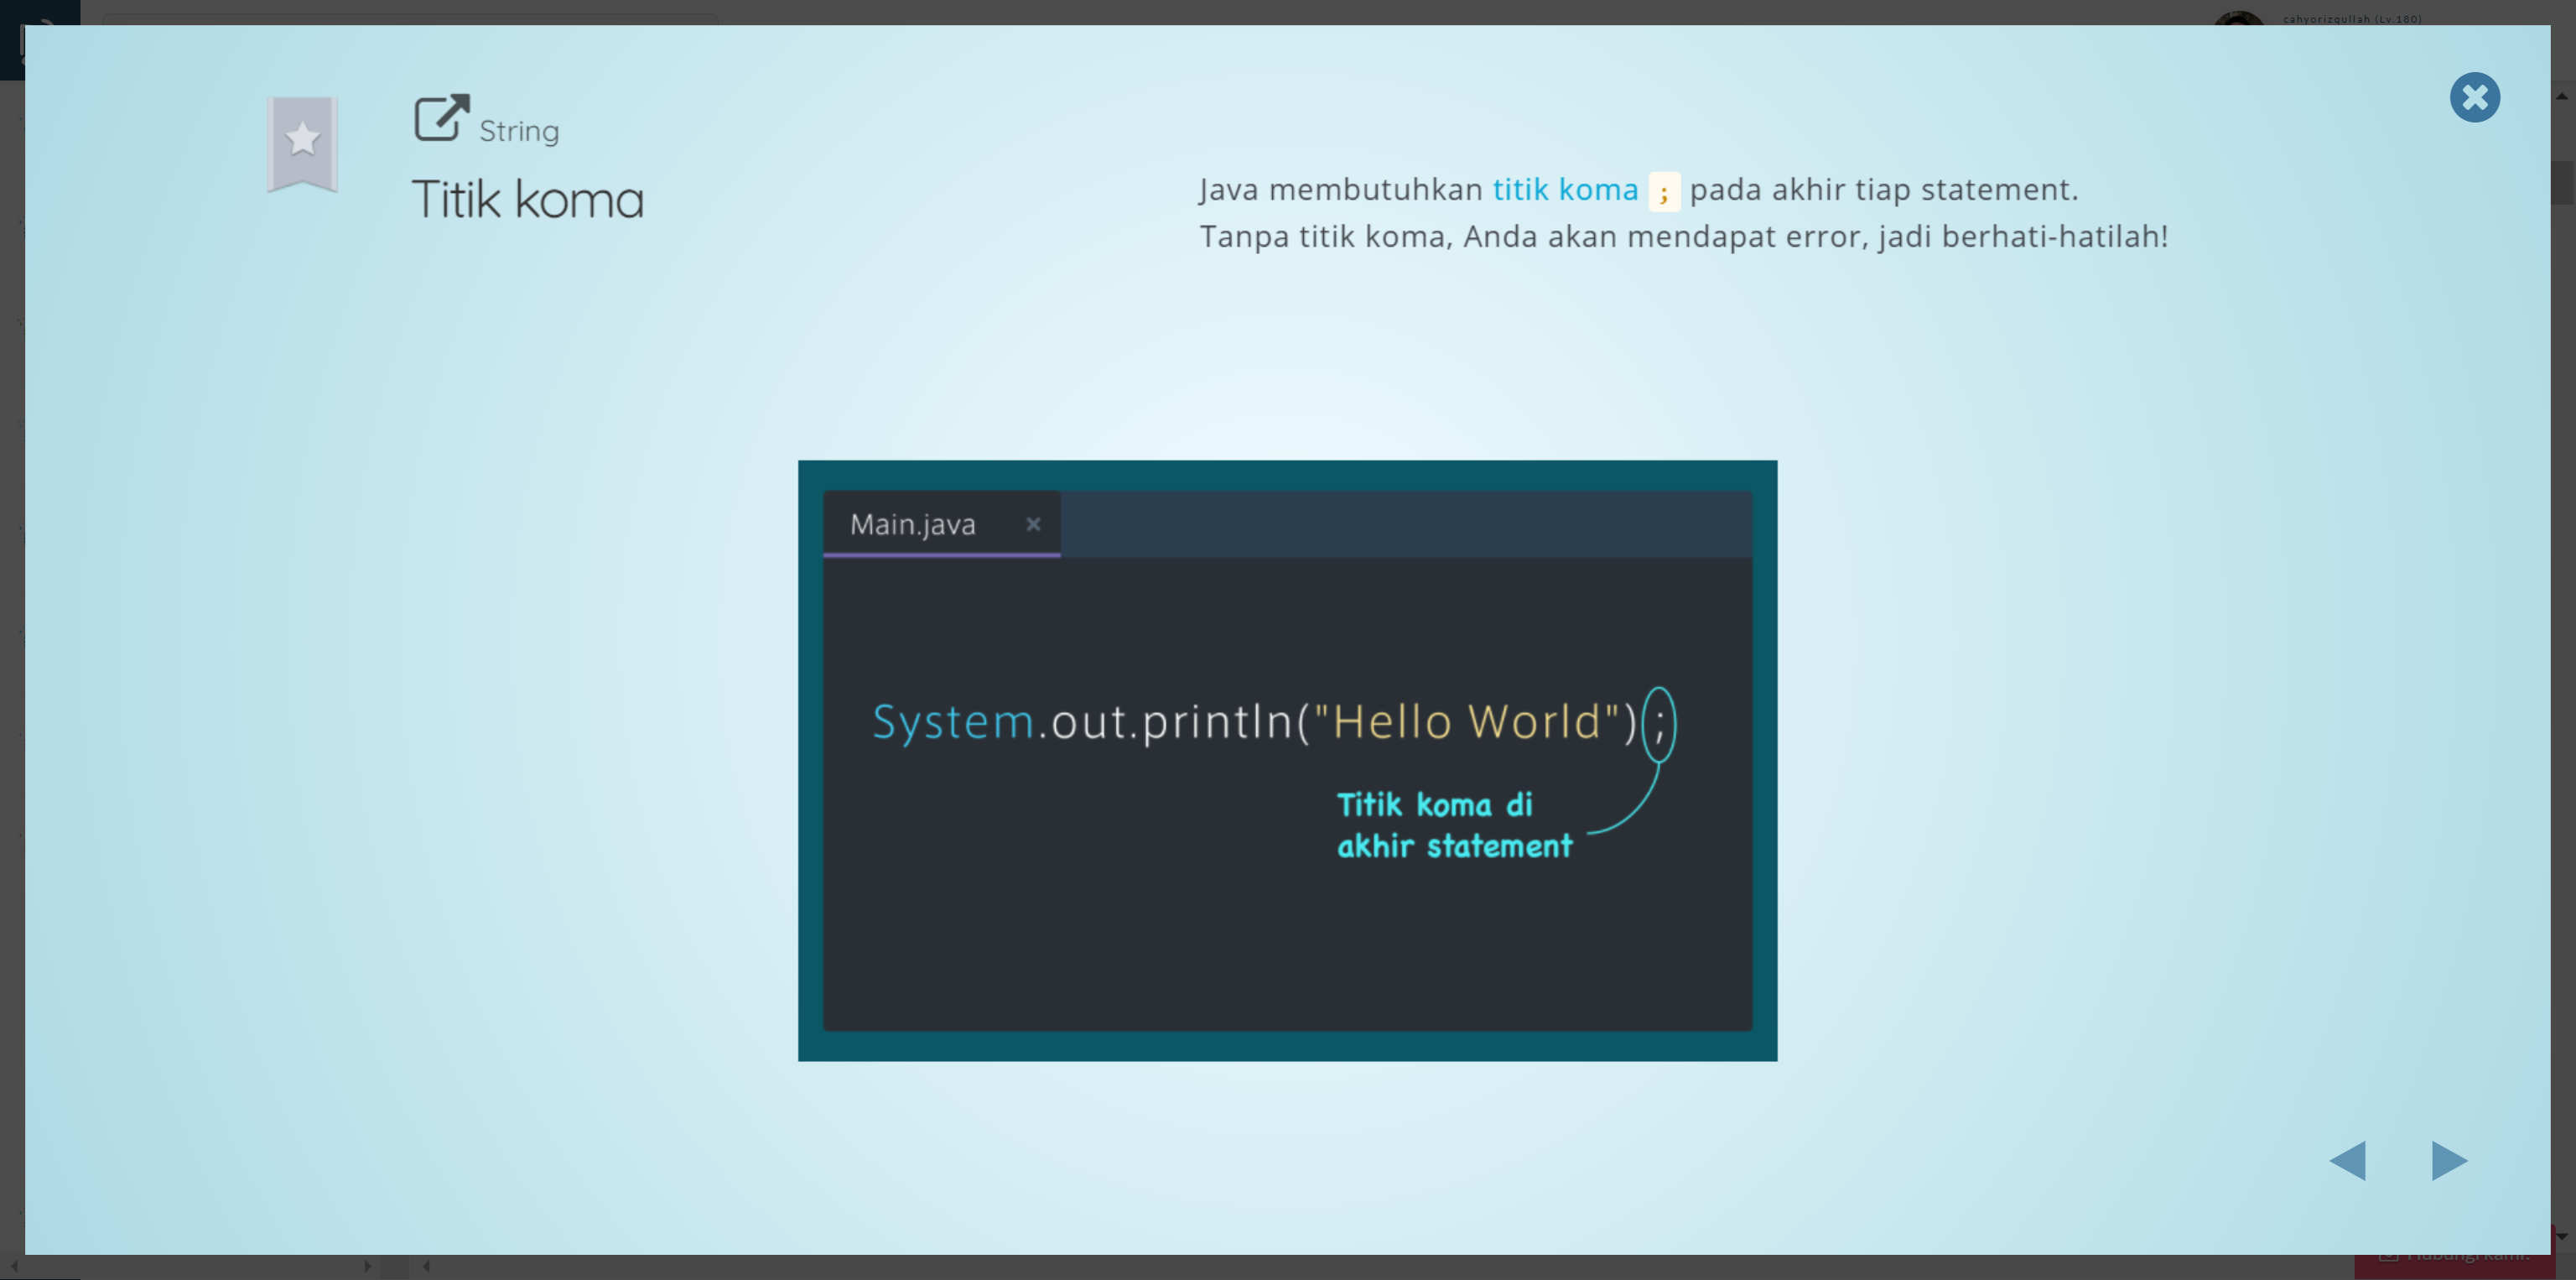 cahyorizqullah (Lv.180)
String
Titik koma
Java membutuhkan titik koma ; pada akhir tiap statement.
Tanpa titik koma, Anda akan mendapat error, jadi berhati-hatilah!
Main.java
System.out.println("Hello World");
Titik koma di
akhir statement
Hubungi kami!